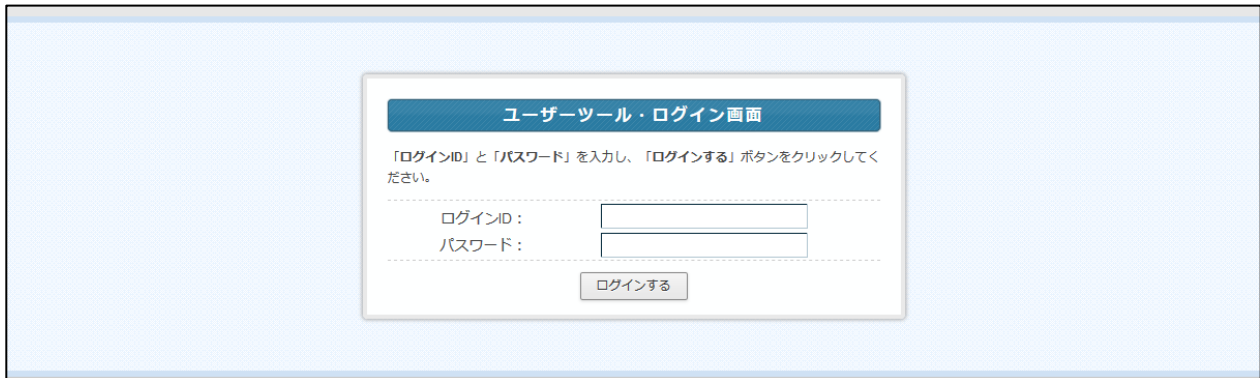 ユーザーツール・ログイン画面
「ログインID」と「パスワード」を入力し、「ログインする」ボタンをクリックしてく
ださい。
ログインID：
パスワード：
ログインする